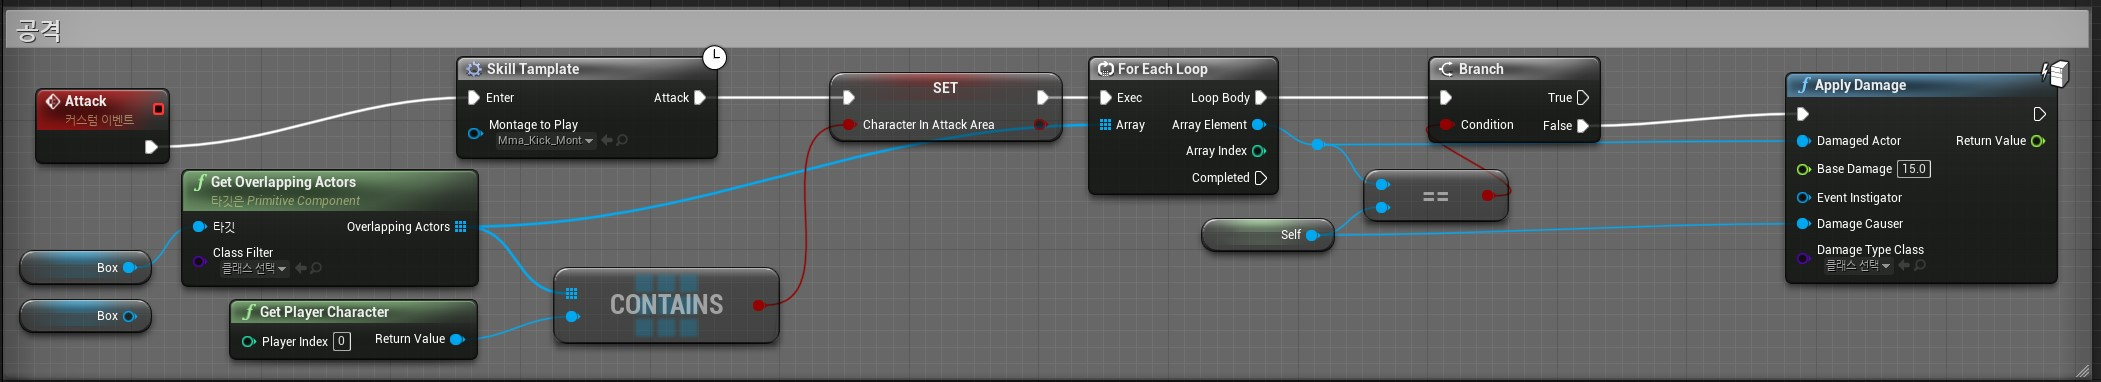 공격
Attack
커스텀 이벤트
Skill Tamplate
Enter
Attack
Montage to Play
Mma_Kick_Mont
SET
Character In Attack Area
For Each Loop
Exec
Loop Body
Array
Array Element
Array Index
Completed
Branch
True
Condition
False
Apply Damage
Damaged Actor
Return Value
Base Damage 15.0
Event Instigator
Damage Causer
Damage Type Class
클래스 선택
Get Overlapping Actors
타깃은 Primitive Component
타깃
Overlapping Actors
Class Filter
클래스 선택
Box
Box
Get Player Character
Player Index 0
Return Value
CONTAINS
==
Self